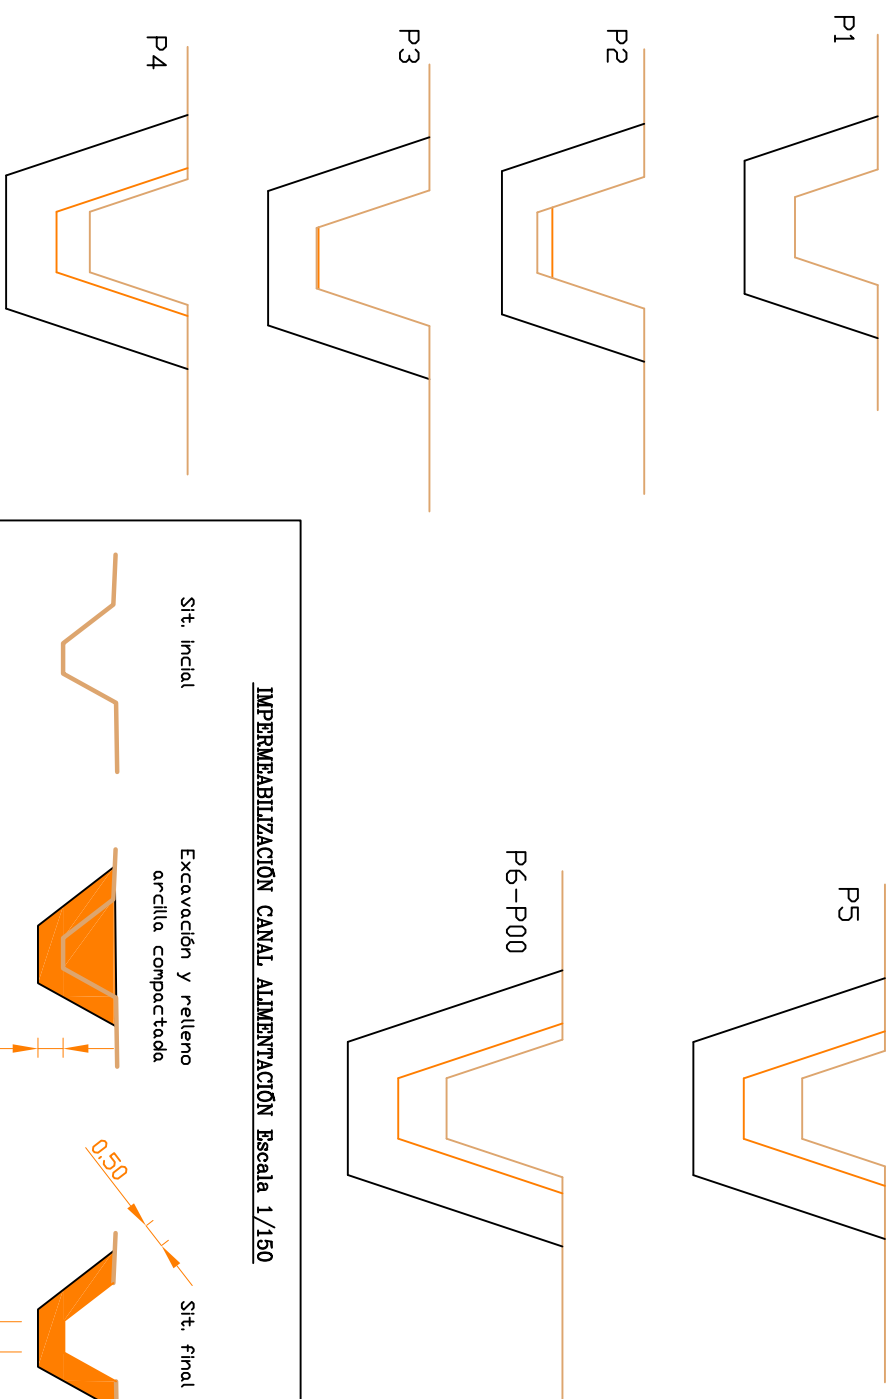 P1
P2
P3
P4
P5
P6-P00
IMPERMEABILIZACIÓN CANAL ALIMENTACIÓN Escala 1/150
Sit. incial
Excavación y relleno
arcilla compactada
Sit. final
0,50